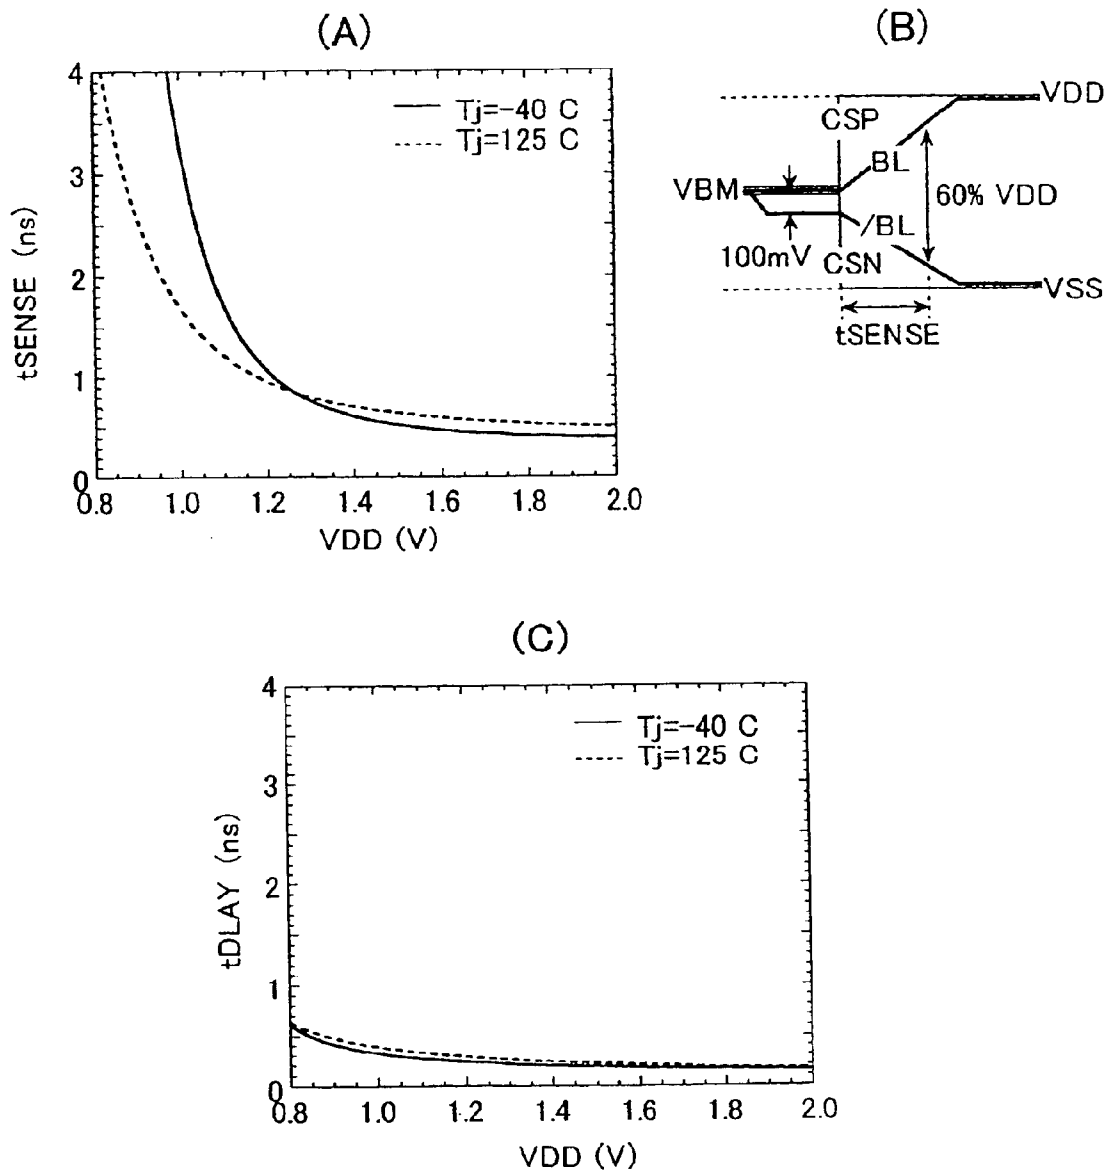 (A)
4
3
2
1
0
tSENSE (ns)
Tj=-40 C
Tj=125 C
0.8 1.0 1.2 1.4 1.6 1.8 2.0
VDD (V)
(B)
VDD
CSP
BL
VBM
60% VDD
/BL
100mV
CSN
VSS
tSENSE
(C)
4
3
2
1
0
tDLAY (ns)
Tj=-40 C
Tj=125 C
0.8 1.0 1.2 1.4 1.6 1.8 2.0
VDD (V)